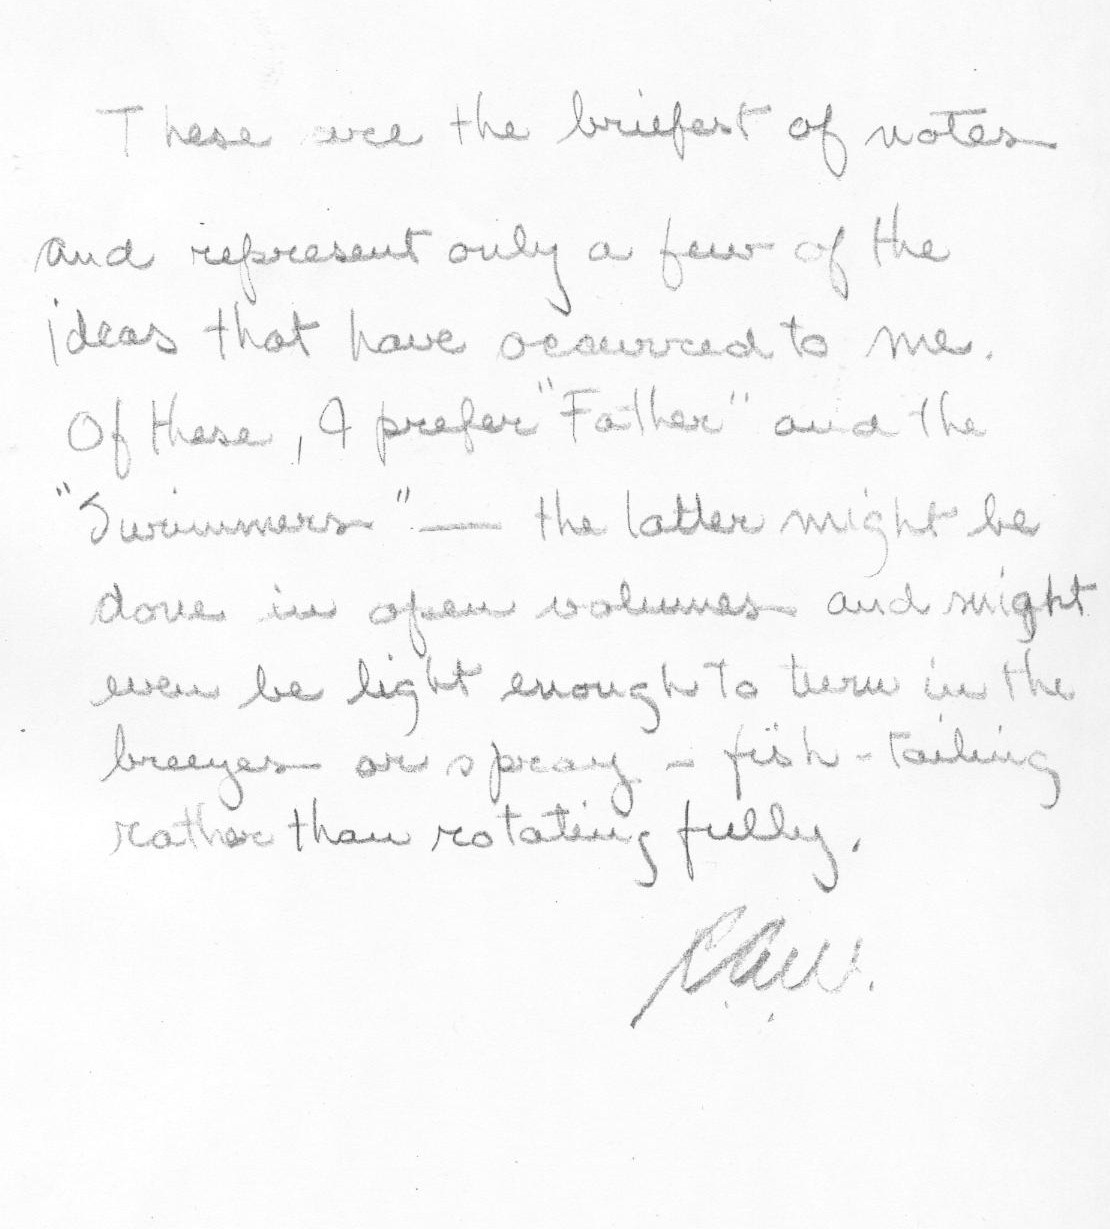 These are the briefest of notes
and represent only a few of the
ideas that have occurred to me.
Of these, I prefer "Father" and the
"Swimmers" — the latter might be
done in open volumes and might
even be light enough to turn in the
breezes or spray - fish-tailing
rather than rotating fully.